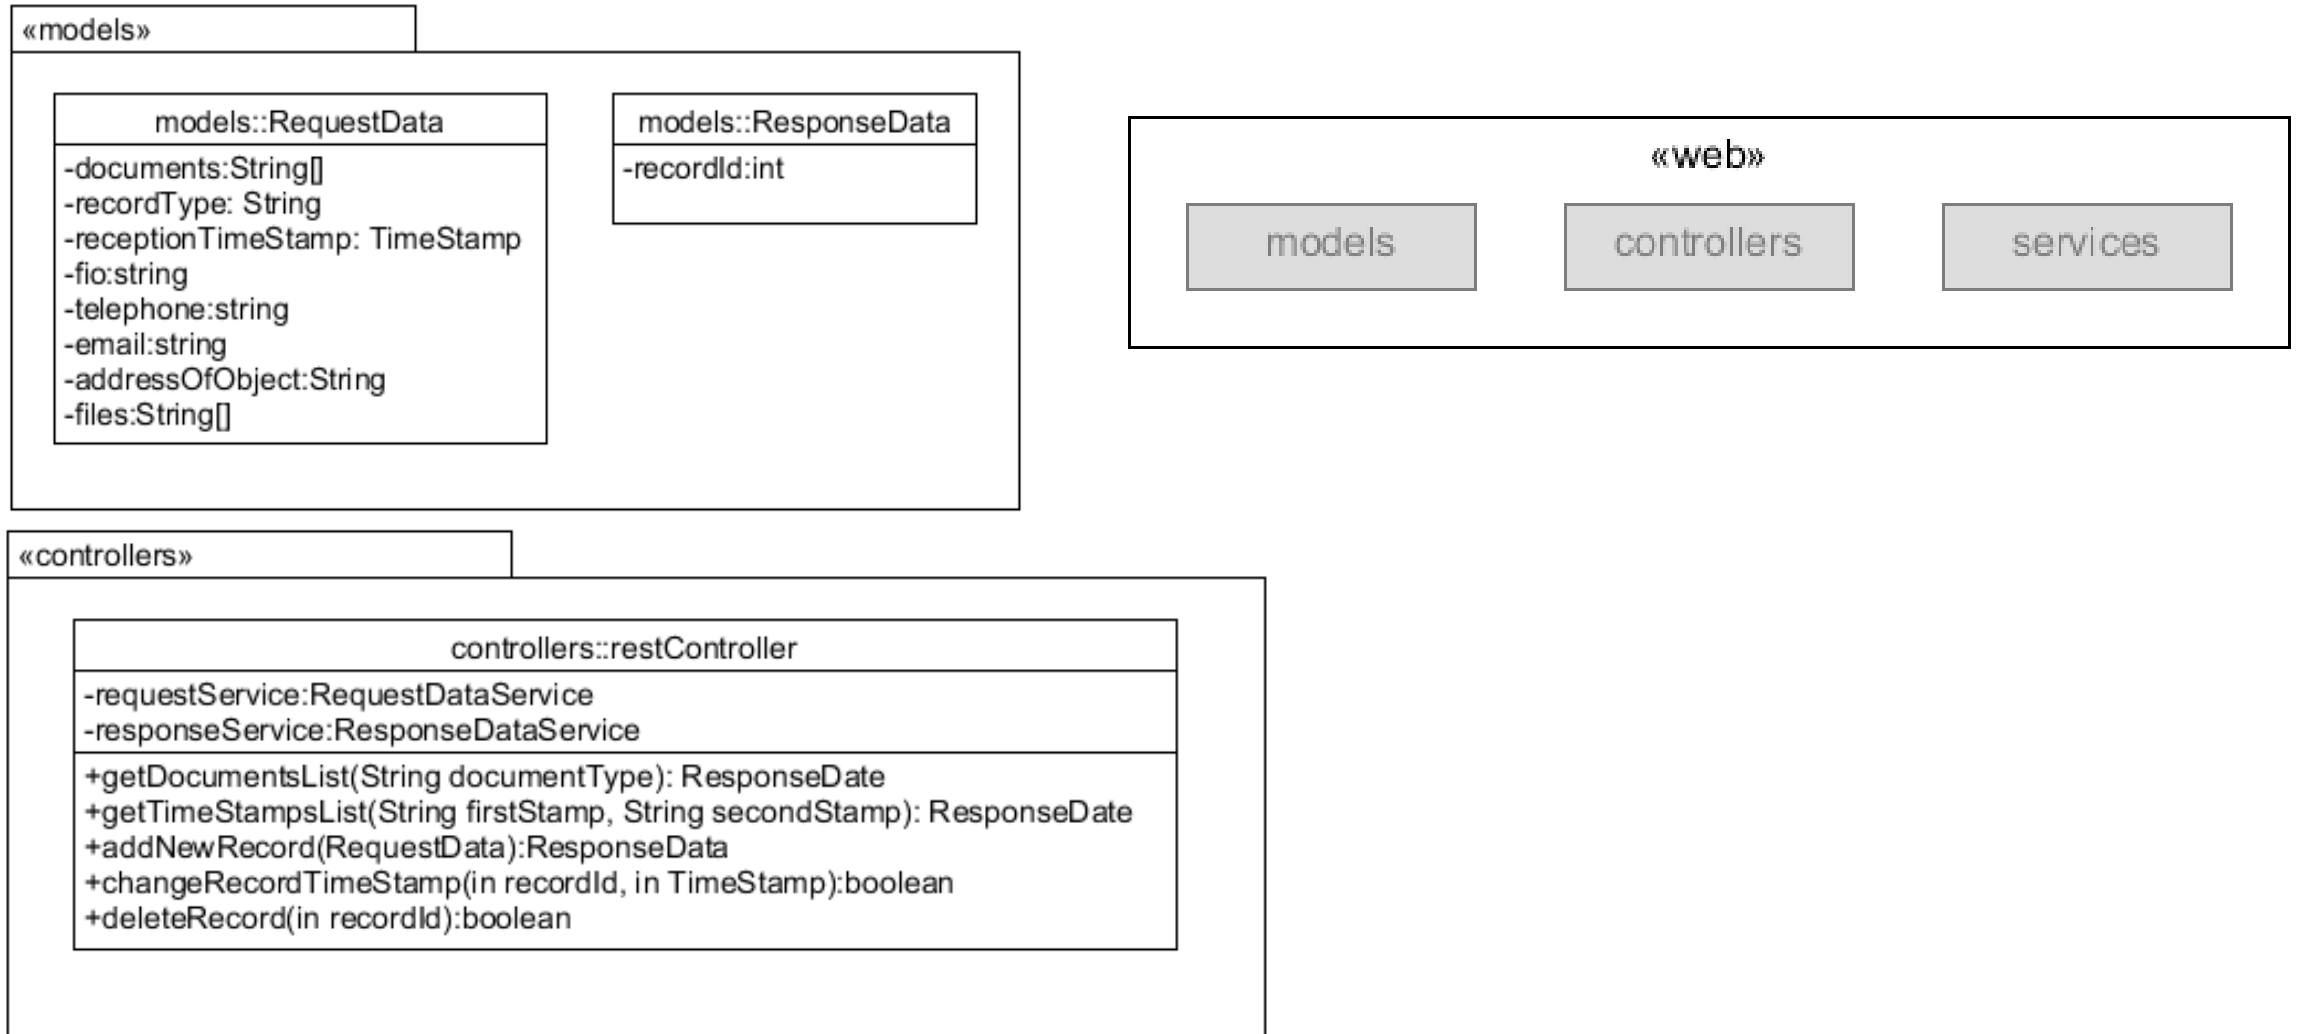 «models»
models::RequestData
-documents:String[]
-recordType: String
-receptionTimeStamp: TimeStamp
-fio:string
-telephone:string
-email:string
-addressOfObject:String
-files:String[]
models::ResponseData
-recordId:int
«web»
models
controllers
services
«controllers»
controllers::restController
-requestService:RequestDataService
-responseService:ResponseDataService
+getDocumentsList(String documentType): ResponseDate
+getTimeStampsList(String firstStamp, String secondStamp): ResponseDate
+addNewRecord(RequestData):ResponseData
+changeRecordTimeStamp(in recordId, in TimeStamp):boolean
+deleteRecord(in recordId):boolean